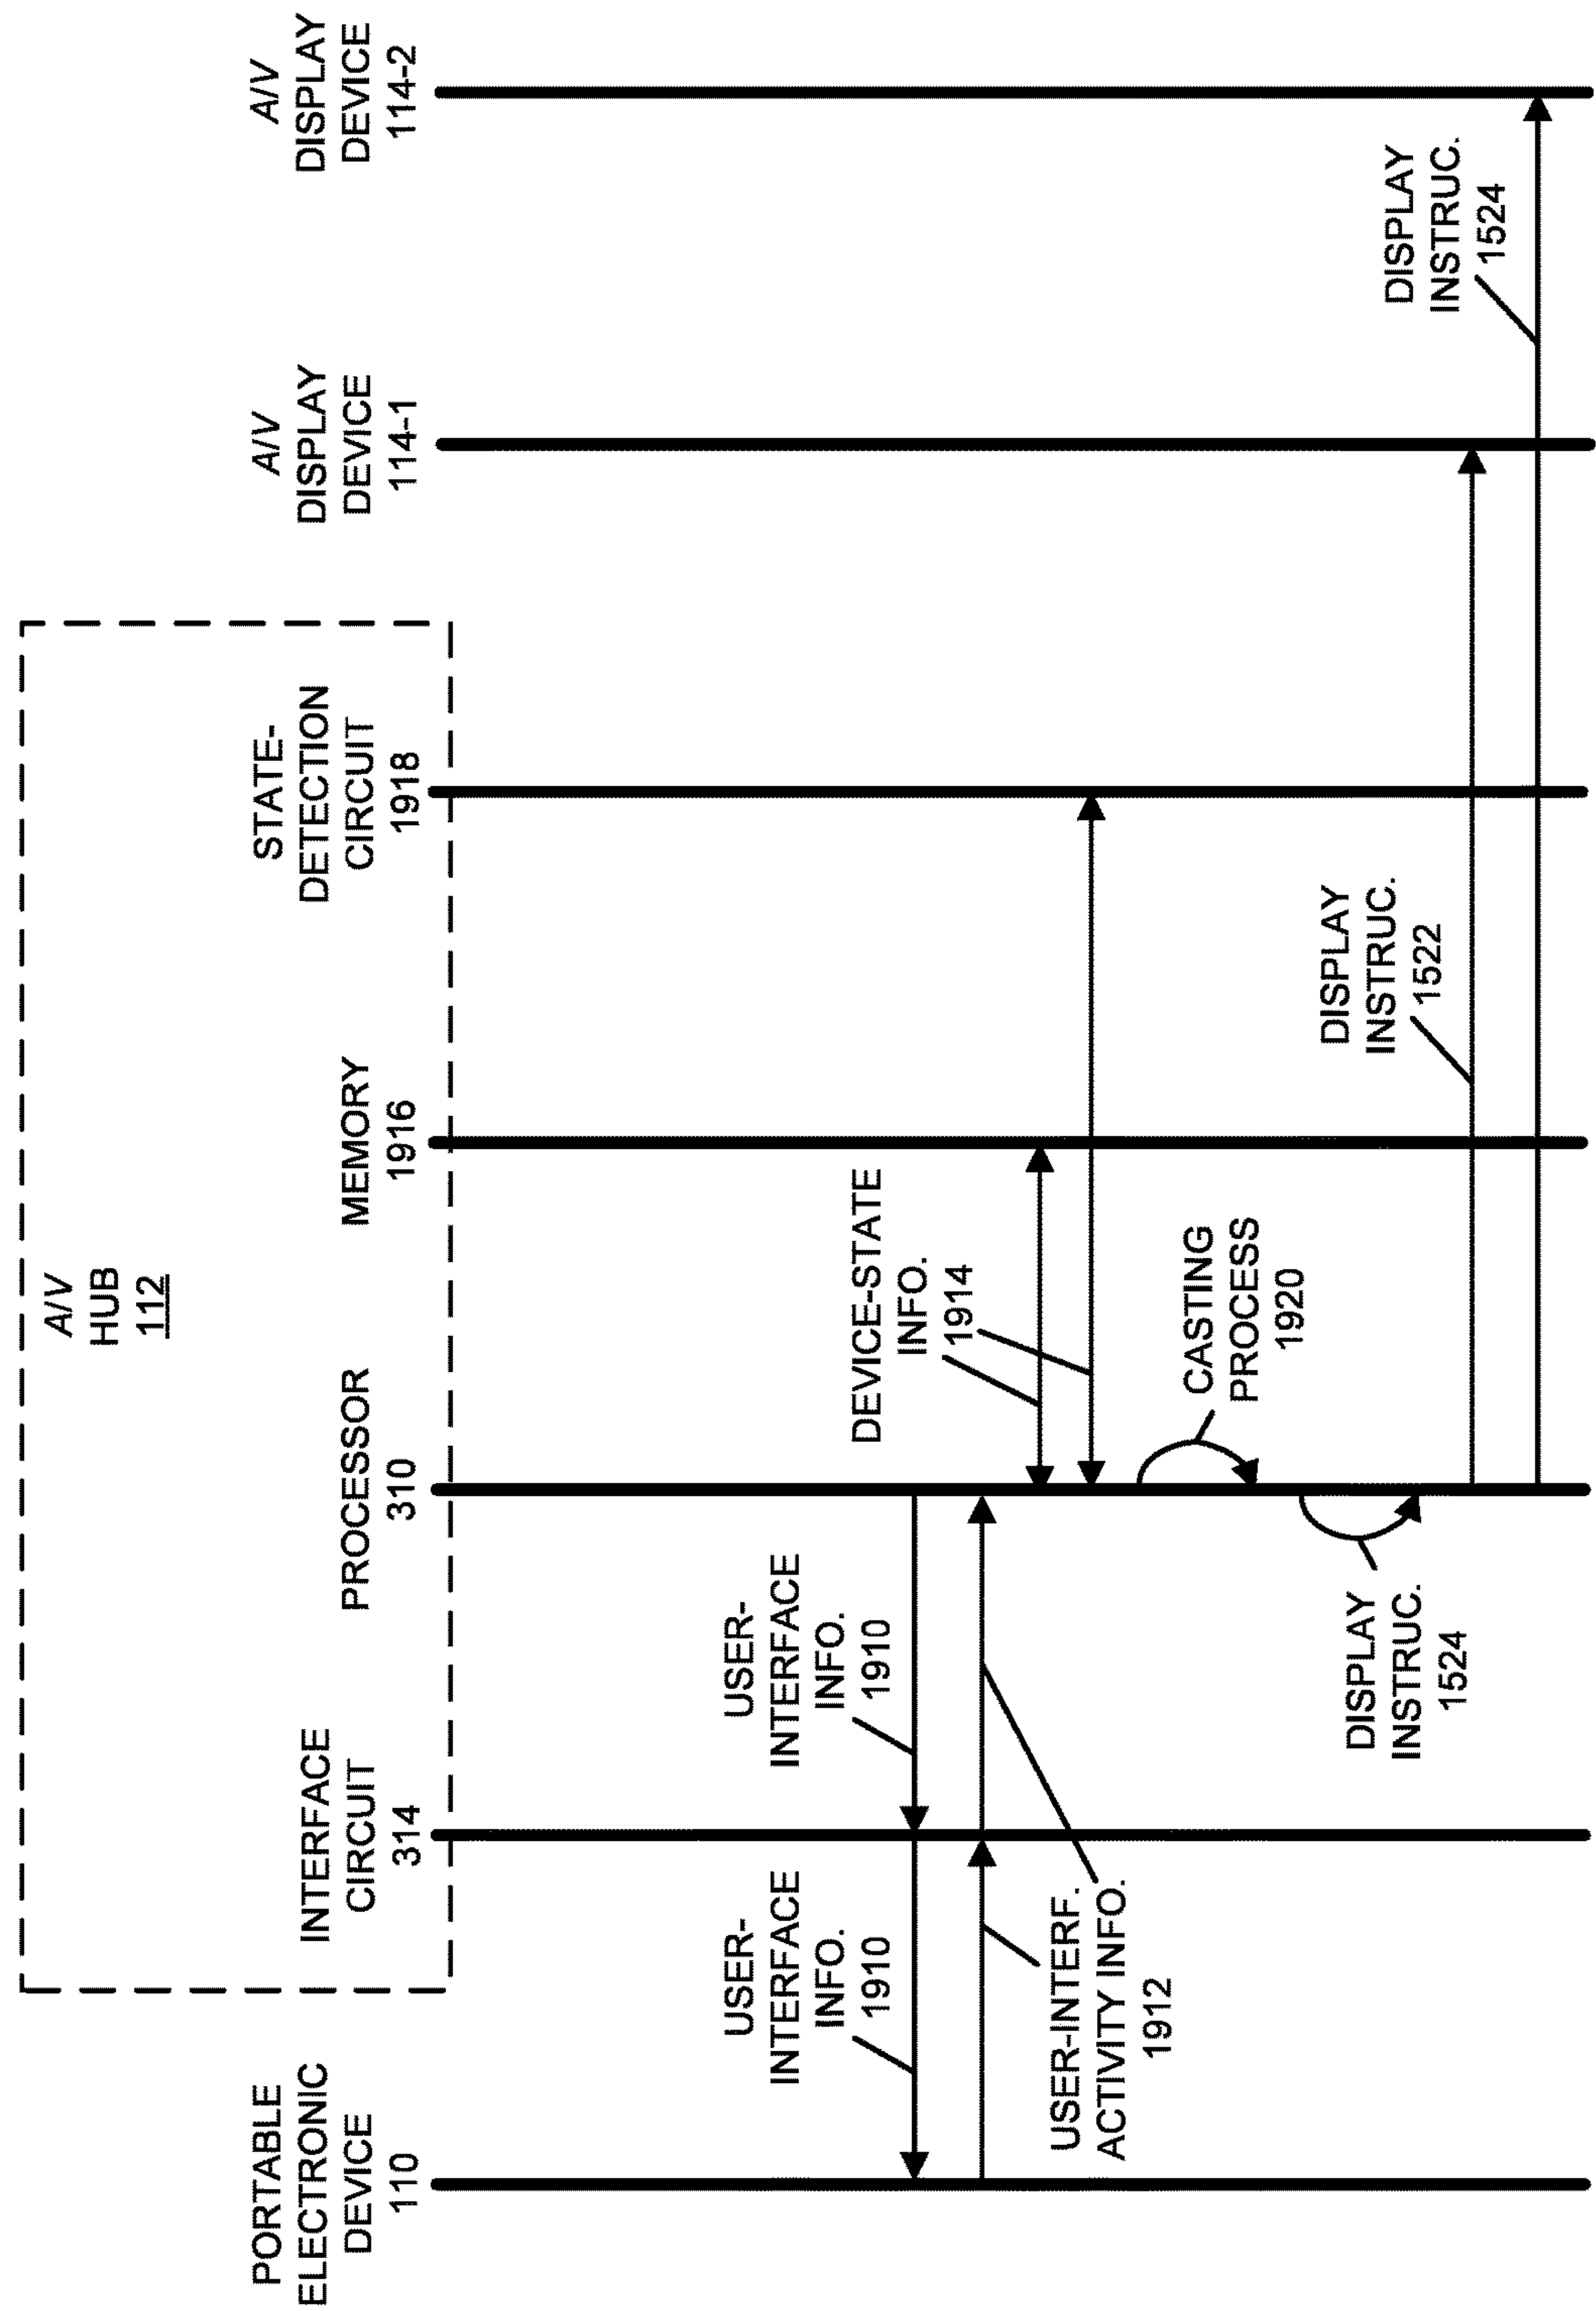 A/V
HUB
112
PORTABLE
ELECTRONIC
DEVICE
110
INTERFACE
CIRCUIT
314
PROCESSOR
310
MEMORY
1916
STATE-
DETECTION
CIRCUIT
1918
A/V
DISPLAY
DEVICE
114-1
A/V
DISPLAY
DEVICE
114-2
USER-
INTERFACE
INFO.
1910
USER-
INTERFACE
INFO.
1910
USER-INTERF.
ACTIVITY INFO.
1912
DEVICE-STATE
INFO.
1914
CASTING
PROCESS
1920
DISPLAY
INSTRUC.
1524
DISPLAY
INSTRUC.
1522
DISPLAY
INSTRUC.
1524